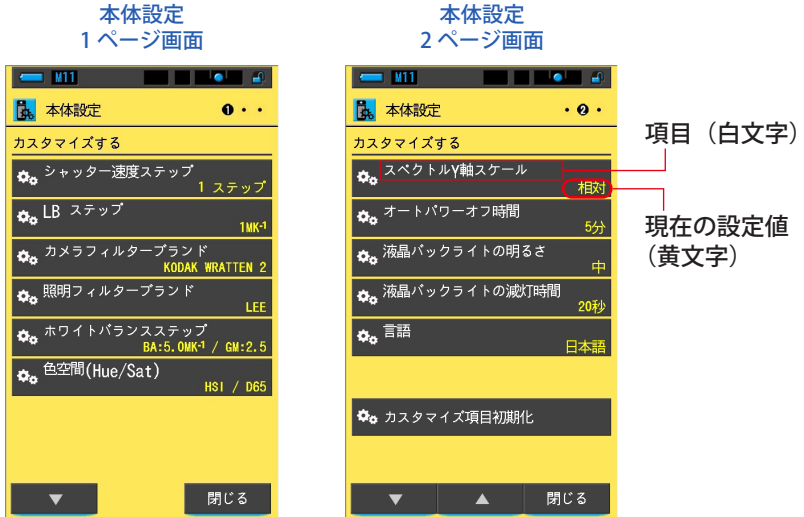 本体設定
1 ページ画面
M11
本体設定
❶・・
カスタマイズする
シャッター速度ステップ
1 ステップ
LB ステップ
1MK-1
カメラフィルターブランド
KODAK WRATTEN 2
照明フィルターブランド
LEE
ホワイトバランスステップ
BA:5.0MK-1 / GM:2.5
色空間(Hue/Sat)
HSI / D65
▼
閉じる
本体設定
2 ページ画面
M11
本体設定
・❷・
カスタマイズする
スペクトルY軸スケール
相対
オートパワーオフ時間
5分
液晶バックライトの明るさ
中
液晶バックライトの減灯時間
20秒
言語
日本語
カスタマイズ項目初期化
▼
▲
閉じる
項目（白文字）
現在の設定値
（黄文字）